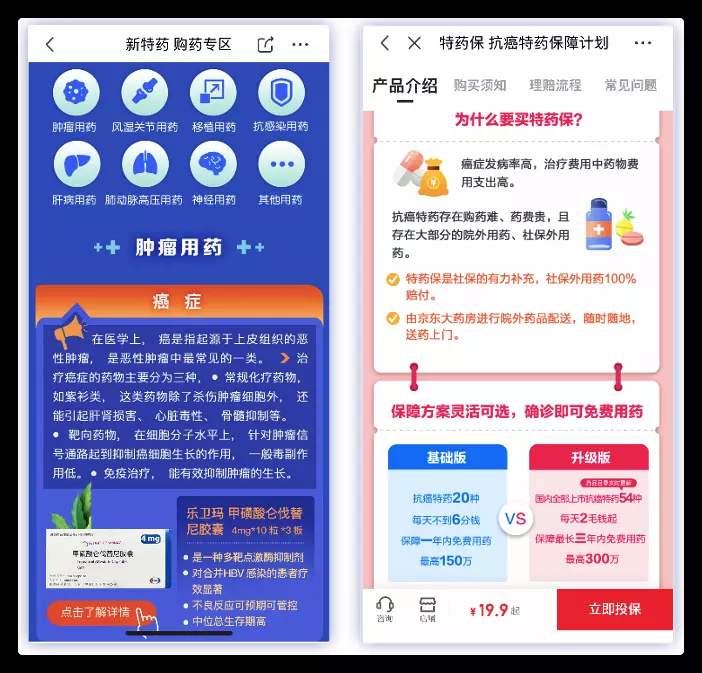 新特药 购药专区
肿瘤用药 风湿关节用药 移植用药 抗感染用药
肝病用药 肺动脉高压用药 神经用药 其他用药
肿瘤用药
癌 症
在医学上， 癌是指起源于上皮组织的恶
性肿瘤， 是恶性肿瘤中最常见的一类。 治
疗癌症的药物主要分为三种， • 常规化疗药物，
如紫衫类， 这类药物除了杀伤肿瘤细胞外， 还
能引起肝肾损害、 心脏毒性、 骨髓抑制等。
• 靶向药物， 在细胞分子水平上， 针对肿瘤信
号通路起到抑制癌细胞生长的作用， 一般毒副作
用低。 • 免疫治疗， 能有效抑制肿瘤的生长。
乐卫玛 甲磺酸仑伐替
尼胶囊 4mg*10粒*3板
4mg
甲磺酸仑伐替尼胶囊
• 是一种多靶点激酶抑制剂
• 对合并HBV 感染的患者疗
效显著
• 不良反应可预期可管控
• 中位总生存期高
点击了解详情
特药保 抗癌特药保障计划
产品介绍 购买须知 理赔流程 常见问题
为什么要买特药保?
癌症发病率高，治疗费用中药物费
用支出高。
抗癌特药存在购药难、药费贵，且
存在大部分的院外用药、社保外用
药。
特药保是社保的有力补充，社保外用药100%
赔付。
由京东大药房进行院外药品配送，随时随地，
送药上门。
保障方案灵活可选，确诊即可免费用药
基础版
抗癌特药20种
每天不到6分钱
保障一年内免费用药
最高150万
VS
升级版
药品目录实时更新
国内全部上市抗癌特药54种
每天2毛钱起
保障最长三年内免费用药
最高300万
咨询 店铺 ¥19.9起 立即投保